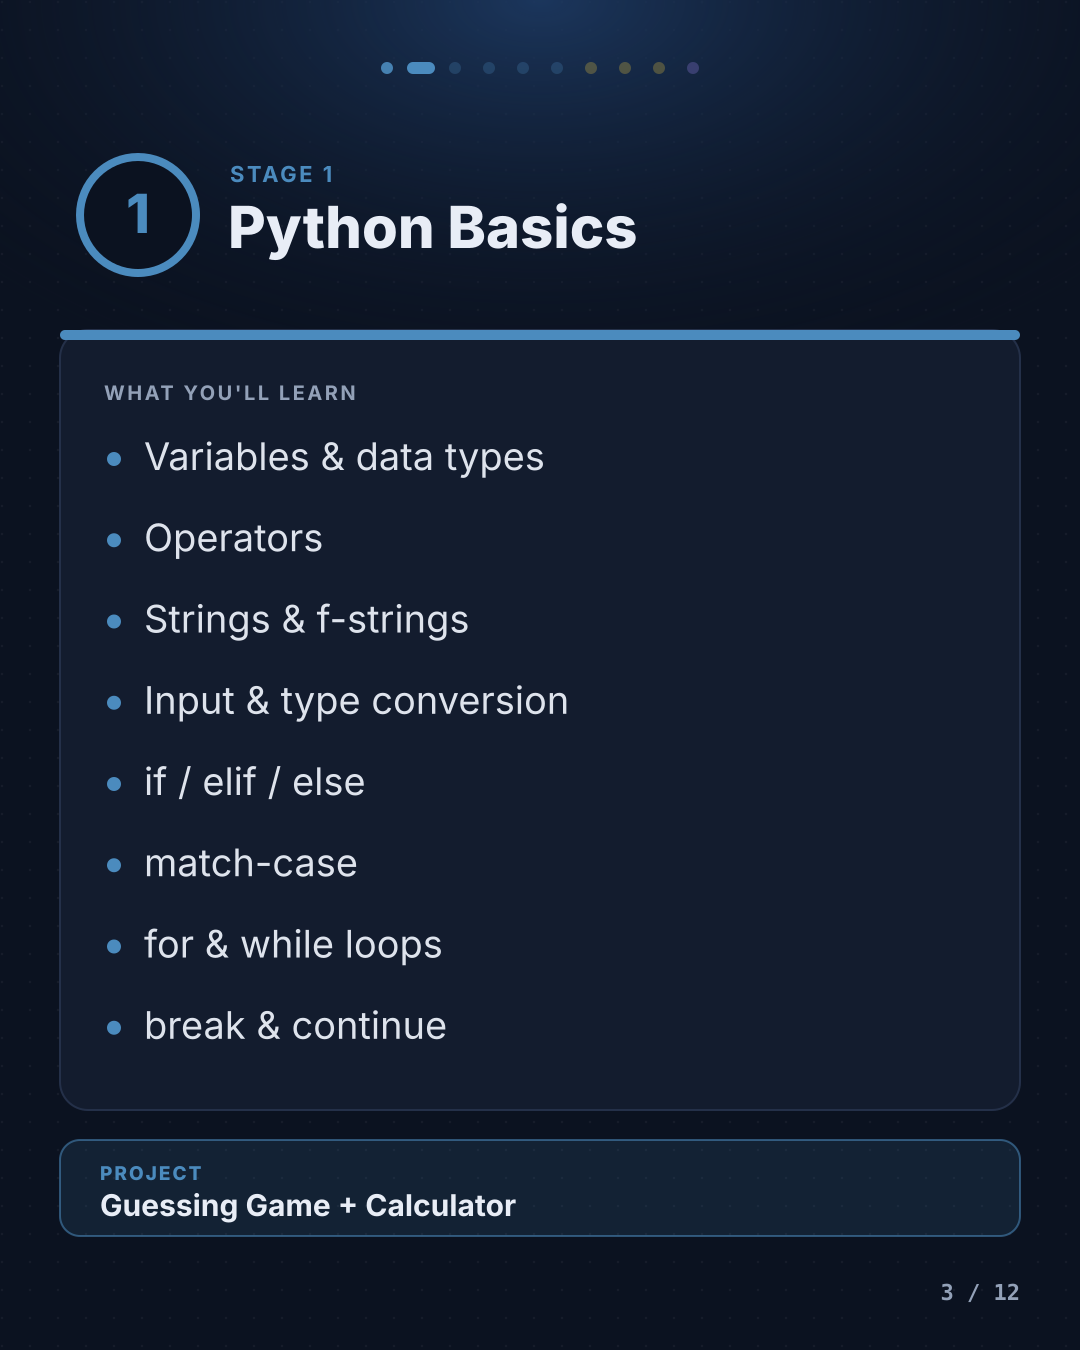 1
STAGE 1
Python Basics
WHAT YOU'LL LEARN
Variables & data types
Operators
Strings & f-strings
Input & type conversion
if / elif / else
match-case
for & while loops
break & continue
PROJECT
Guessing Game + Calculator
3 / 12